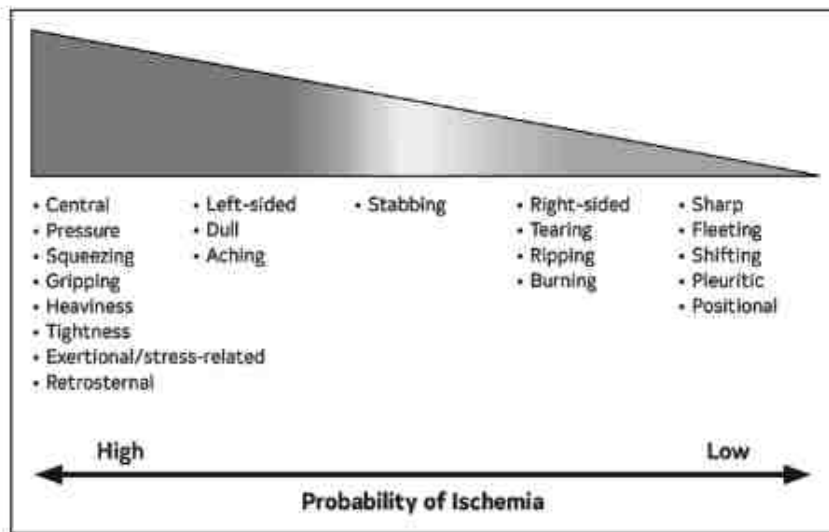 • Central
• Pressure
• Squeezing
• Gripping
• Heaviness
• Tightness
• Exertional/stress-related
• Retrosternal
• Left-sided
• Dull
• Aching
• Stabbing
• Right-sided
• Tearing
• Ripping
• Burning
• Sharp
• Fleeting
• Shifting
• Pleuritic
• Positional
High
Low
Probability of Ischemia